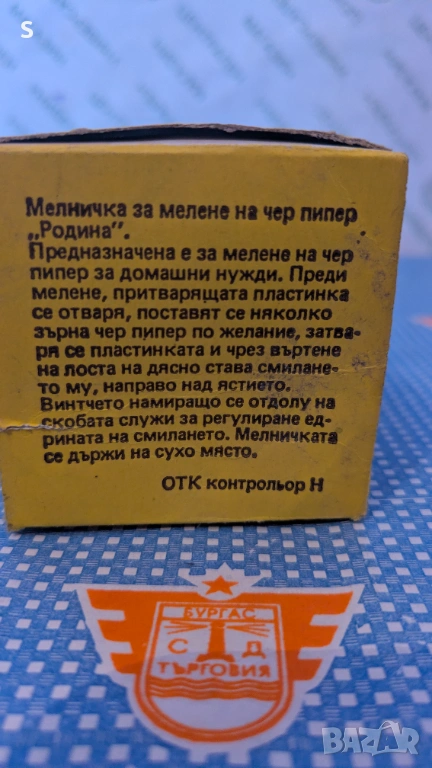 S
Мелничка за мелене на чер пипер
„Родина”.
Предназначена е за мелене на чер
пипер за домашни нужди. Преди
мелене, притварящата пластинка
се отваря, поставят се няколко
зърна чер пипер по желание, затва-
ря се пластинката и чрез въртене
на лоста на дясно става смилане-
то му, направо над ястието.
Винтчето намиращо се отдолу на
скобата служи за регулиране ед-
рината на смилането. Мелничката
се държи на сухо място.
ОТК контрольор Н
БУРГАС
С Д
ТЪРГОВИЯ
BAZAR